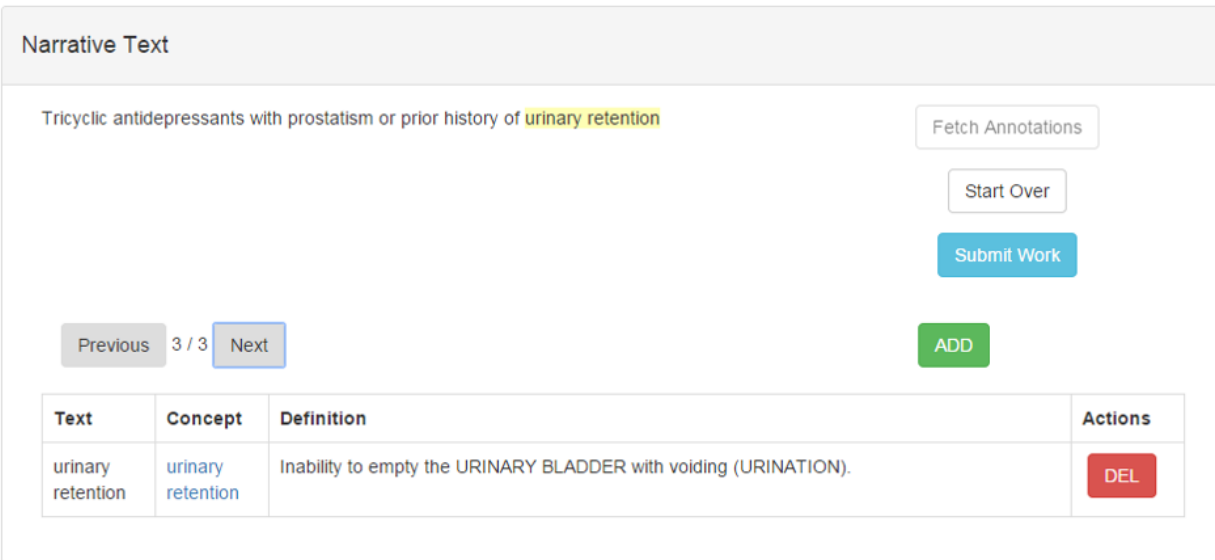 Narrative Text
Tricyclic antidepressants with prostatism or prior history of urinary retention
Fetch Annotations
Start Over
Submit Work
Previous 3 / 3 Next
ADD
Text Concept Definition Actions
urinary urinary Inability to empty the URINARY BLADDER with voiding (URINATION). DEL
retention retention